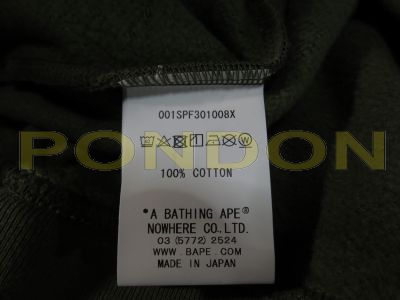 001SPF301008X
PONDON
100% COTTON
*A BATHING APE®
NOWHERE CO.,LTD.
03 (5772) 2524
WWW.BAPE.COM
MADE IN JAPAN